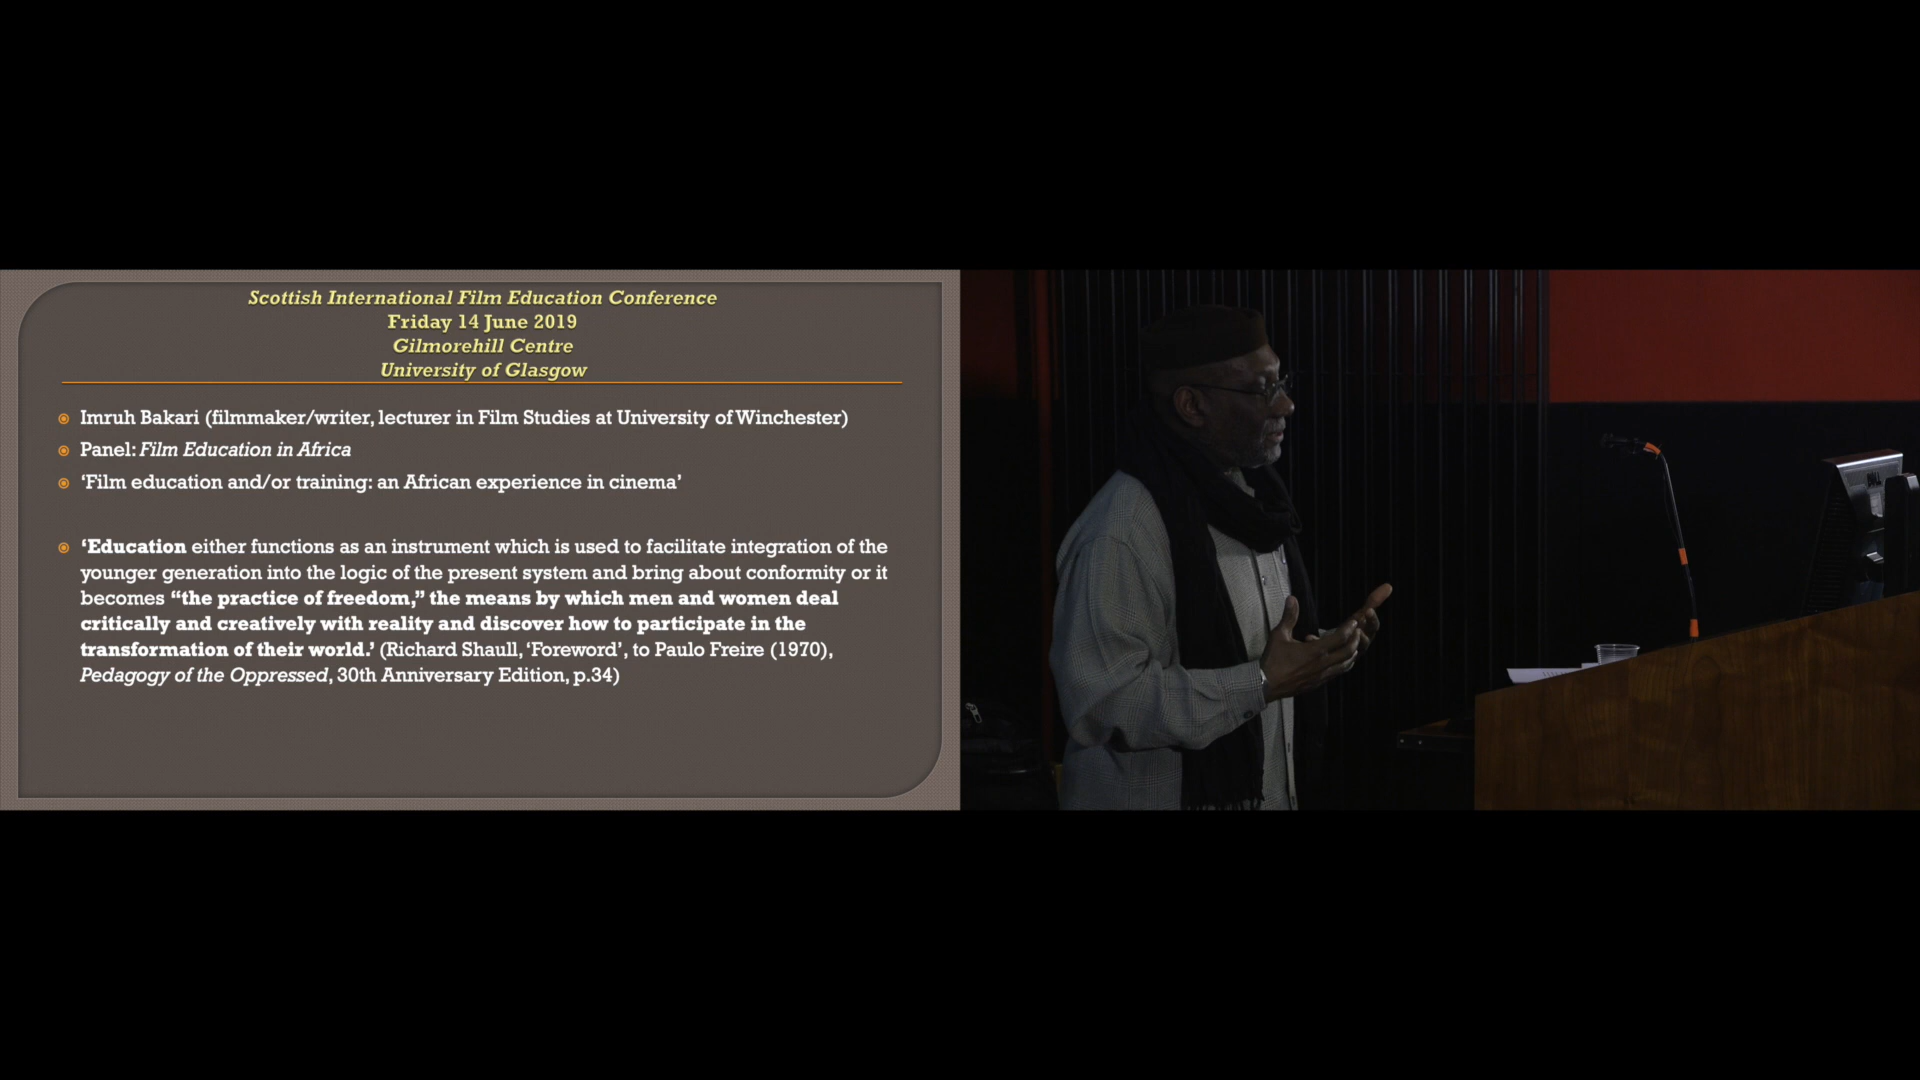 Scottish International Film Education Conference
Friday 14 June 2019
Gilmorehill Centre
University of Glasgow
Imruh Bakari (filmmaker/writer, lecturer in Film Studies at University of Winchester)
Panel: Film Education in Africa
‘Film education and/or training: an African experience in cinema’
‘Education either functions as an instrument which is used to facilitate integration of the
younger generation into the logic of the present system and bring about conformity or it
becomes “the practice of freedom,” the means by which men and women deal
critically and creatively with reality and discover how to participate in the
transformation of their world.’ (Richard Shaull, ‘Foreword’, to Paulo Freire (1970),
Pedagogy of the Oppressed, 30th Anniversary Edition, p.34)
DELL